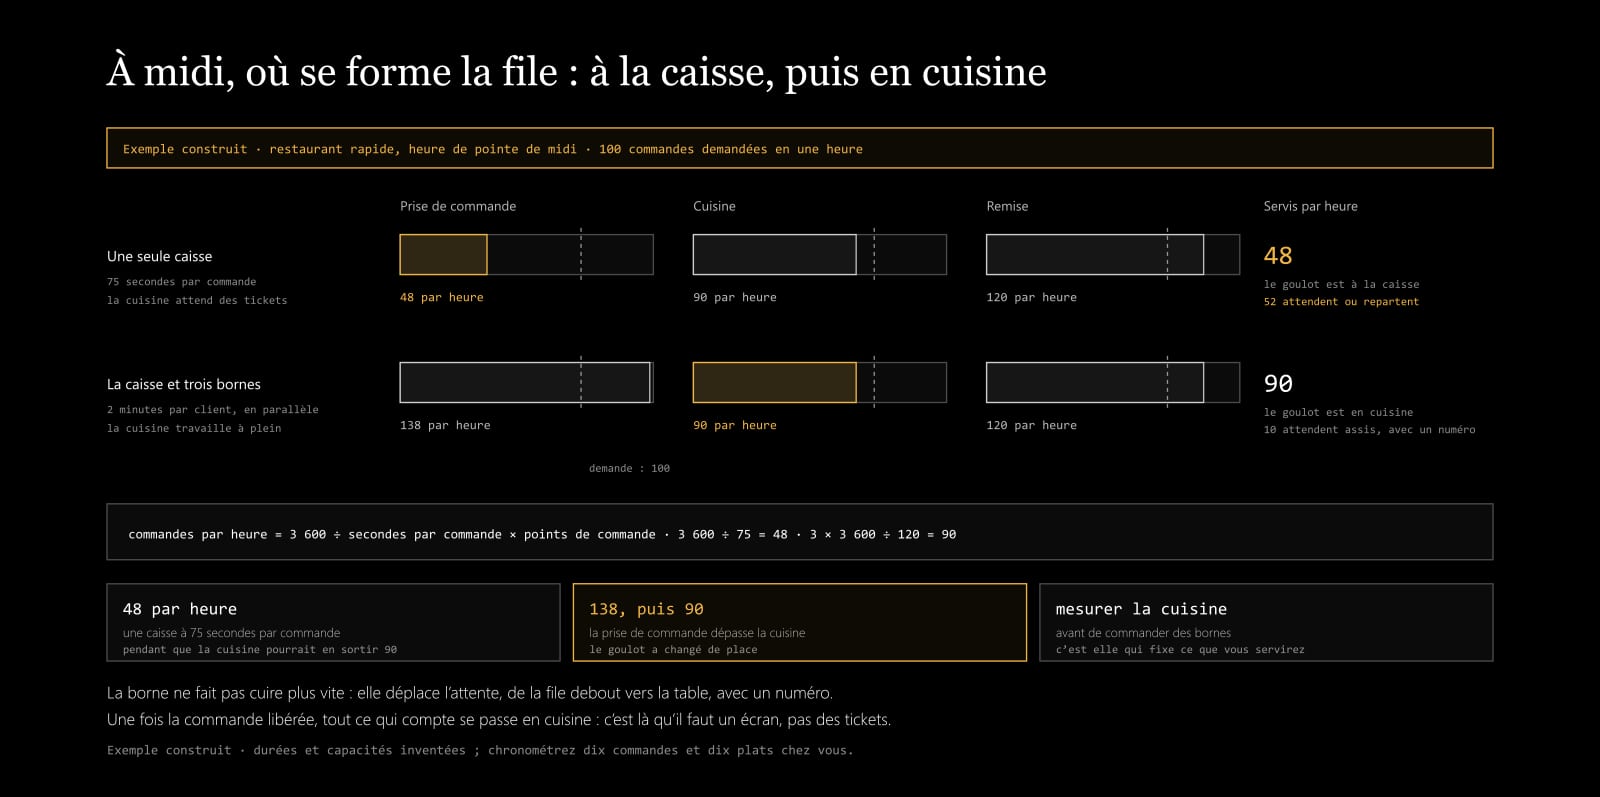 À midi, où se forme la file : à la caisse, puis en cuisine
Exemple construit · restaurant rapide, heure de pointe de midi · 100 commandes demandées en une heure
Prise de commande
Cuisine
Remise
Servis par heure
Une seule caisse
75 secondes par commande
la cuisine attend des tickets
48 par heure
90 par heure
120 par heure
48
le goulot est à la caisse
52 attendent ou repartent
La caisse et trois bornes
2 minutes par client, en parallèle
la cuisine travaille à plein
138 par heure
90 par heure
120 par heure
90
le goulot est en cuisine
10 attendent assis, avec un numéro
demande : 100
commandes par heure = 3 600 ÷ secondes par commande × points de commande · 3 600 ÷ 75 = 48 · 3 × 3 600 ÷ 120 = 90
48 par heure
une caisse à 75 secondes par commande
pendant que la cuisine pourrait en sortir 90
138, puis 90
la prise de commande dépasse la cuisine
le goulot a changé de place
mesurer la cuisine
avant de commander des bornes
c’est elle qui fixe ce que vous servirez
La borne ne fait pas cuire plus vite : elle déplace l’attente, de la file debout vers la table, avec un numéro.
Une fois la commande libérée, tout ce qui compte se passe en cuisine : c’est là qu’il faut un écran, pas des tickets.
Exemple construit · durées et capacités inventées ; chronométrez dix commandes et dix plats chez vous.